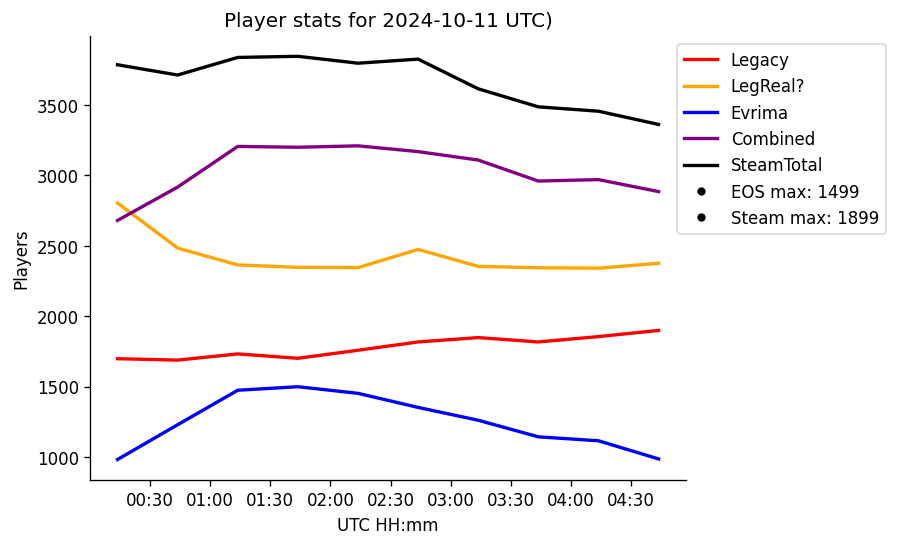 Player stats for 2024-10-11 UTC)
Players
3500
3000
2500
2000
1500
1000
00:30 01:00 01:30 02:00 02:30 03:00 03:30 04:00 04:30
UTC HH:mm
Legacy
LegReal?
Evrima
Combined
SteamTotal
EOS max: 1499
Steam max: 1899